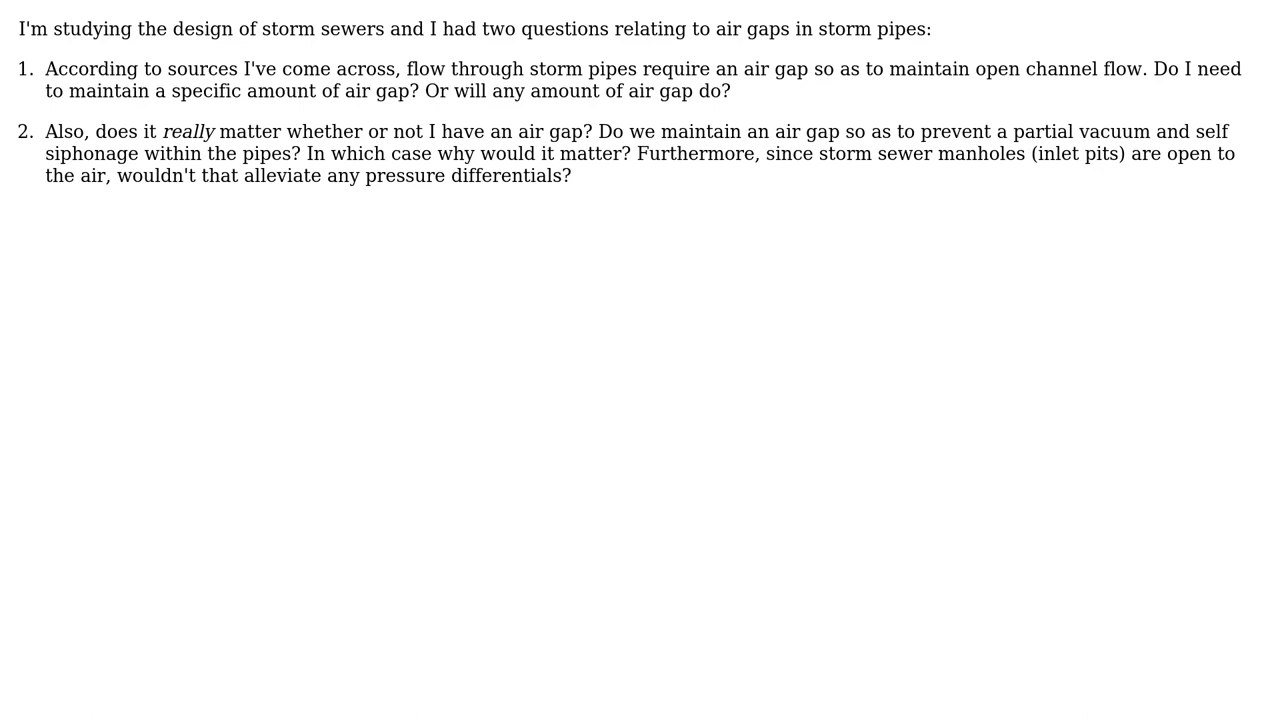 I'm studying the design of storm sewers and I had two questions relating to air gaps in storm pipes:
1. According to sources I've come across, flow through storm pipes require an air gap so as to maintain open channel flow. Do I need
to maintain a specific amount of air gap? Or will any amount of air gap do?
2. Also, does it really matter whether or not I have an air gap? Do we maintain an air gap so as to prevent a partial vacuum and self
siphonage within the pipes? In which case why would it matter? Furthermore, since storm sewer manholes (inlet pits) are open to
the air, wouldn't that alleviate any pressure differentials?